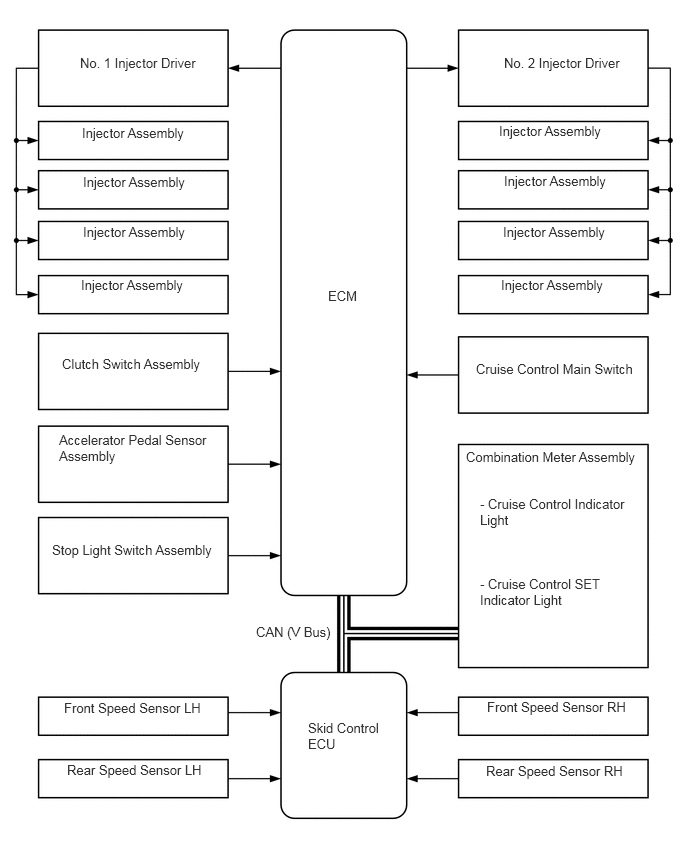 No. 1 Injector Driver
No. 2 Injector Driver
Injector Assembly
Injector Assembly
Injector Assembly
Injector Assembly
Injector Assembly
Injector Assembly
Injector Assembly
Injector Assembly
ECM
Clutch Switch Assembly
Cruise Control Main Switch
Accelerator Pedal Sensor
Assembly
Combination Meter Assembly
- Cruise Control Indicator
Light
Stop Light Switch Assembly
- Cruise Control SET
Indicator Light
CAN (V Bus)
Front Speed Sensor LH
Front Speed Sensor RH
Skid Control
ECU
Rear Speed Sensor LH
Rear Speed Sensor RH